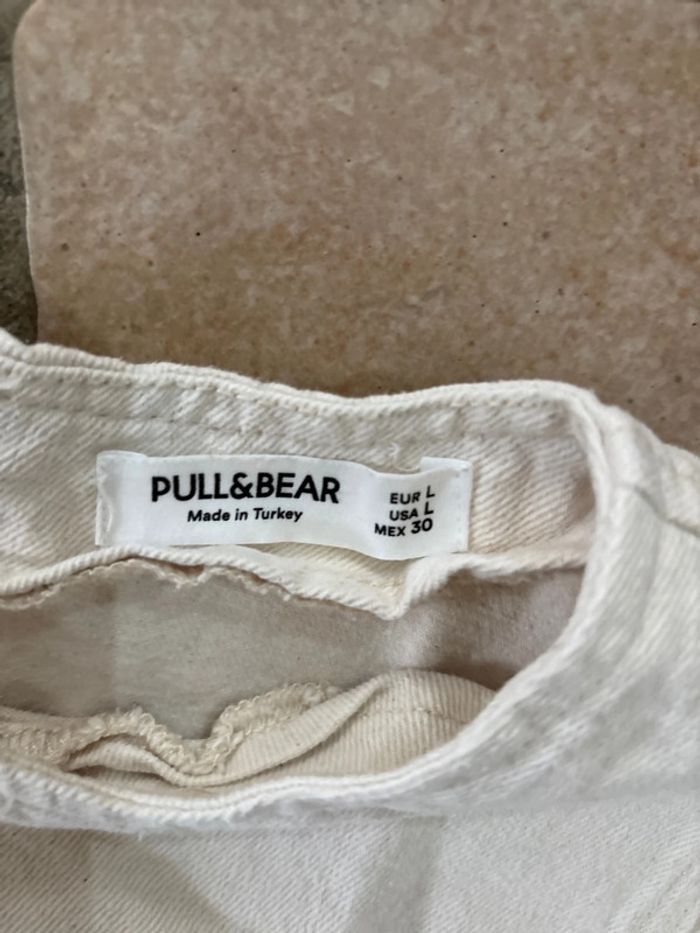 PULL&BEAR
Made in Turkey
EUR L
USA L
MEX 30